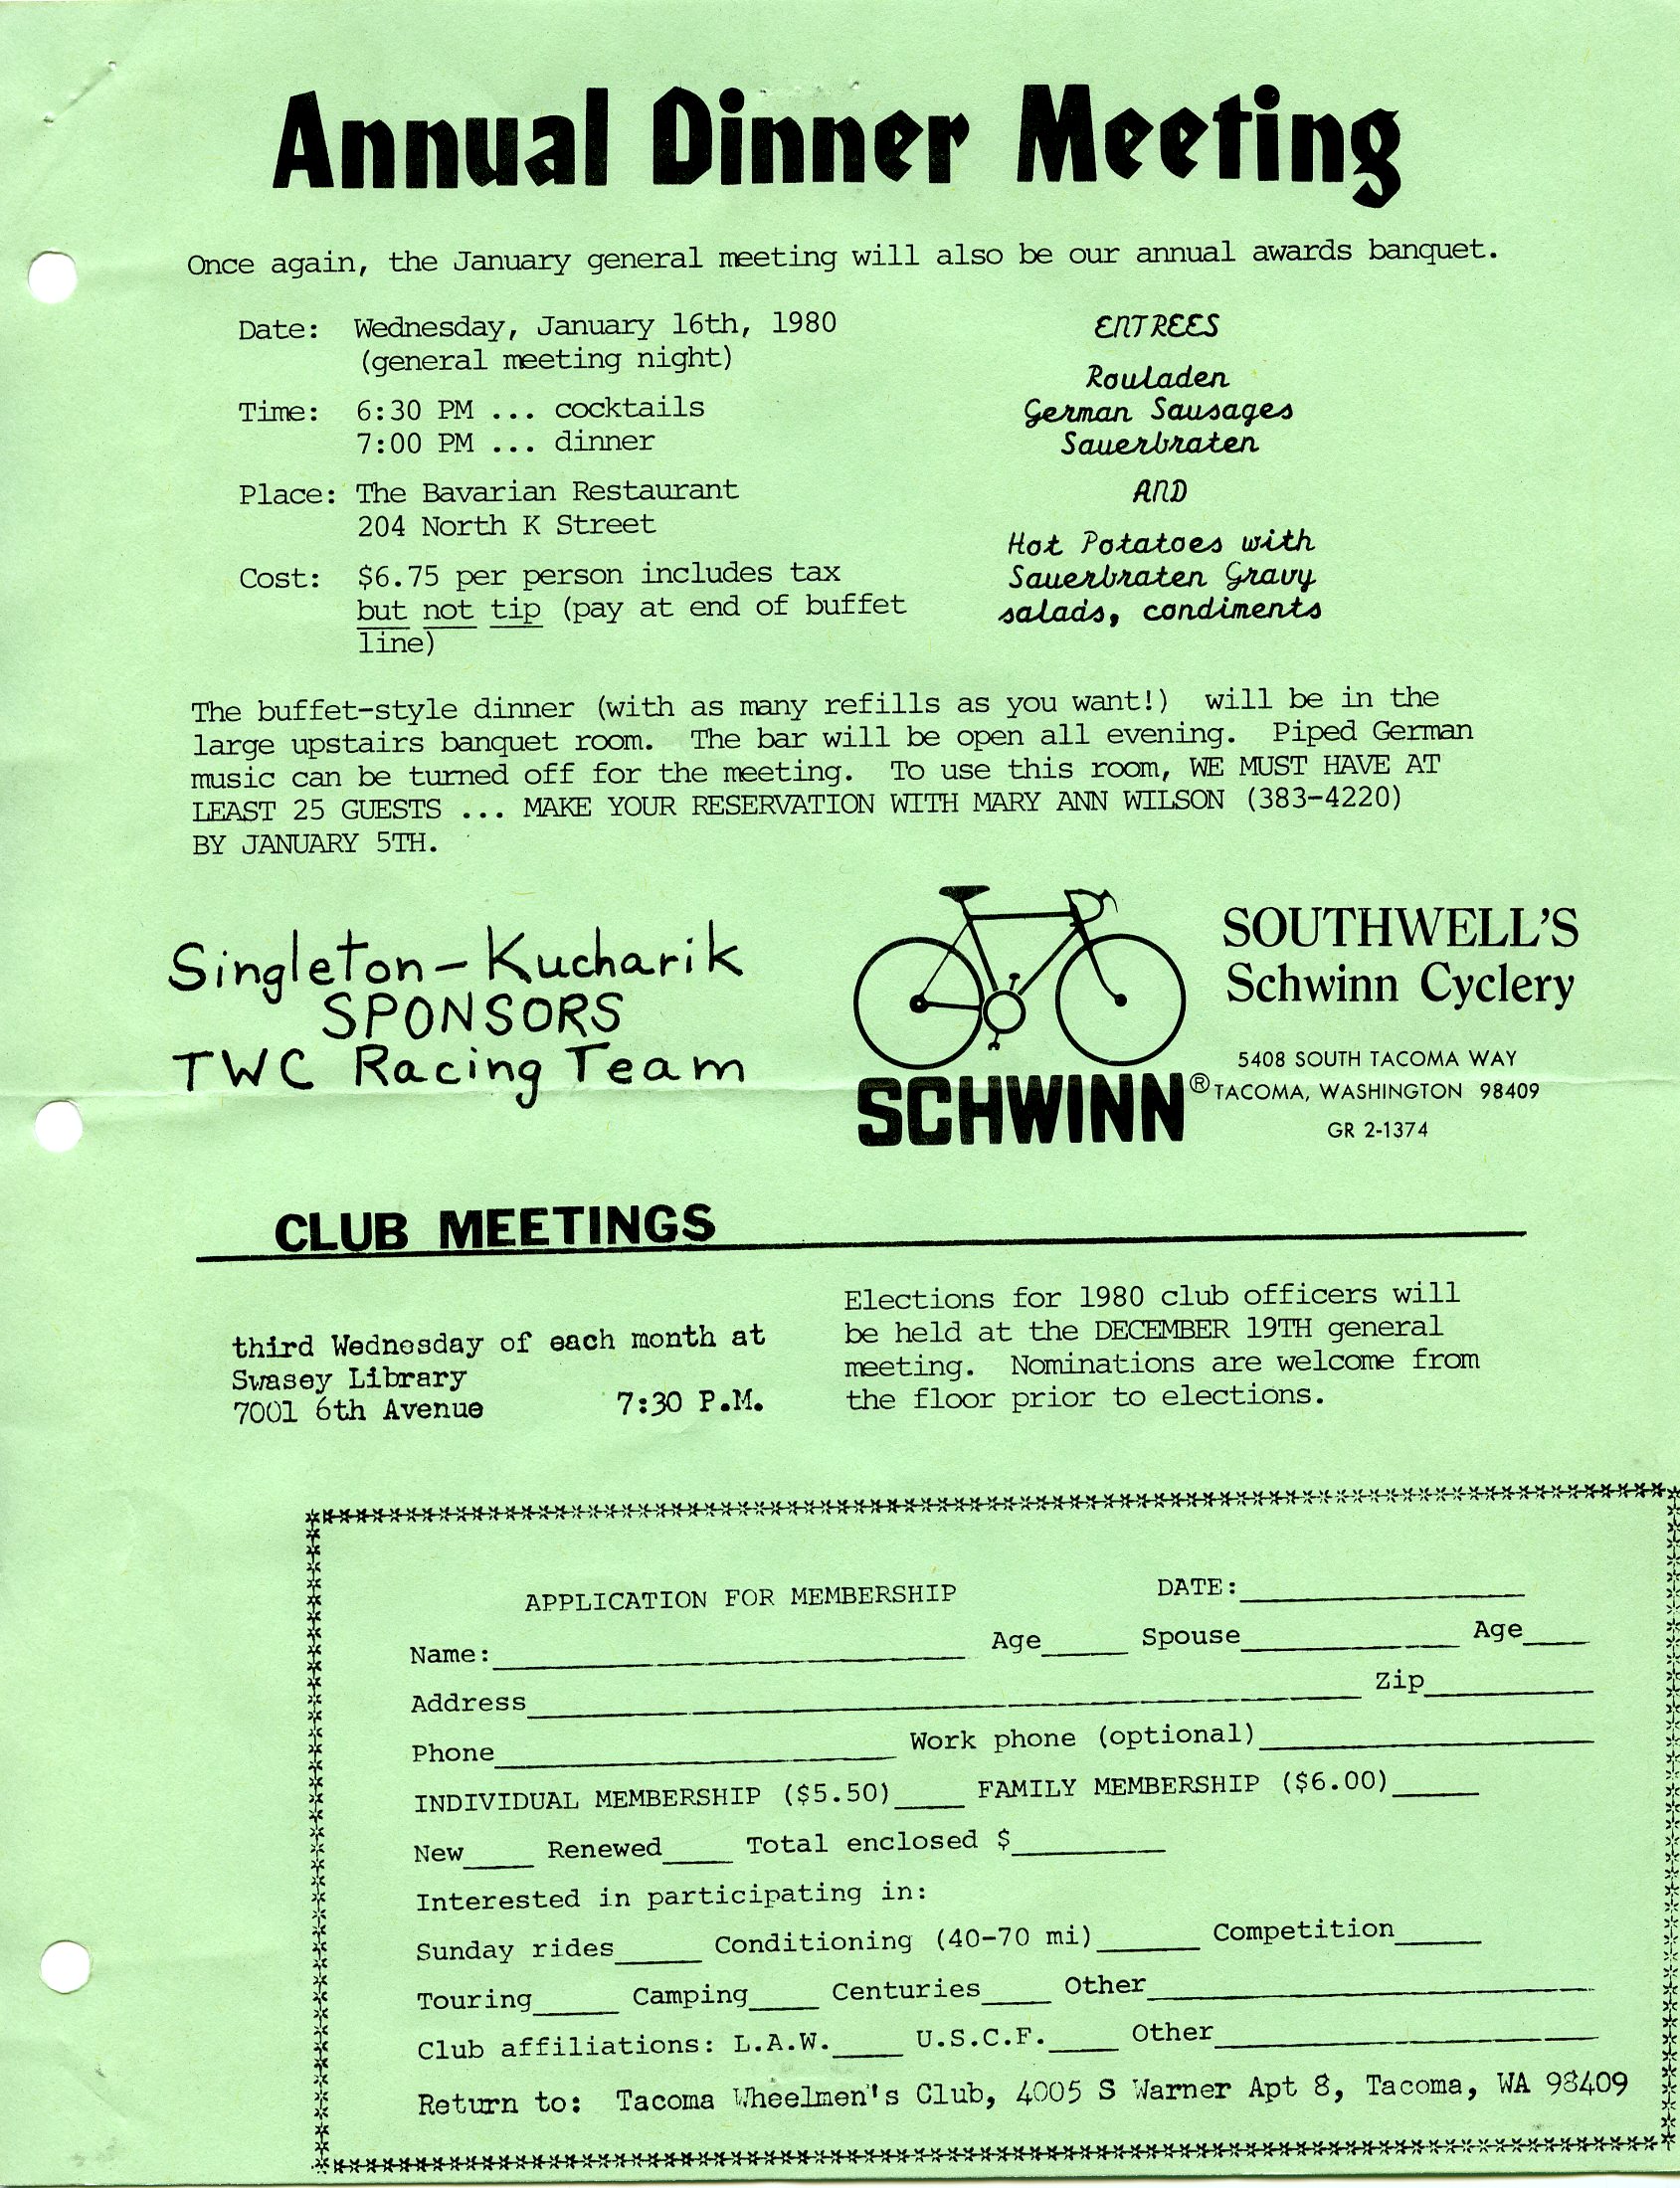 Annual Dinner Meeting
Once again, the January general meeting will also be our annual awards banquet.
Date: Wednesday, January 16th, 1980
(general meeting night)
Time: 6:30 PM ... cocktails
7:00 PM ... dinner
Place: The Bavarian Restaurant
204 North K Street
Cost: $6.75 per person includes tax
but not tip (pay at end of buffet
line)
ENTREES
Rouladen
German Sausages
Sauerbraten
AND
Hot Potatoes with
Sauerbraten Gravy
salads, condiments
The buffet-style dinner (with as many refills as you want!) will be in the
large upstairs banquet room. The bar will be open all evening. Piped German
music can be turned off for the meeting. To use this room, WE MUST HAVE AT
LEAST 25 GUESTS ... MAKE YOUR RESERVATION WITH MARY ANN WILSON (383-4220)
BY JANUARY 5TH.
Singleton-Kucharik
SPONSORS
TWC Racing Team
SCHWINN®
SOUTHWELL'S
Schwinn Cyclery
5408 SOUTH TACOMA WAY
TACOMA, WASHINGTON 98409
GR 2-1374
CLUB MEETINGS
third Wednesday of each month at
Swasey Library
7001 6th Avenue 7:30 P.M.
Elections for 1980 club officers will
be held at the DECEMBER 19TH general
meeting. Nominations are welcome from
the floor prior to elections.
APPLICATION FOR MEMBERSHIP DATE:
Name: Age Spouse Age
Address Zip
Phone Work phone (optional)
INDIVIDUAL MEMBERSHIP ($5.50) FAMILY MEMBERSHIP ($6.00)
New Renewed Total enclosed $
Interested in participating in:
Sunday rides Conditioning (40-70 mi) Competition
Touring Camping Centuries Other
Club affiliations: L.A.W. U.S.C.F. Other
Return to: Tacoma Wheelmen's Club, 4005 S Warner Apt 8, Tacoma, WA 98409